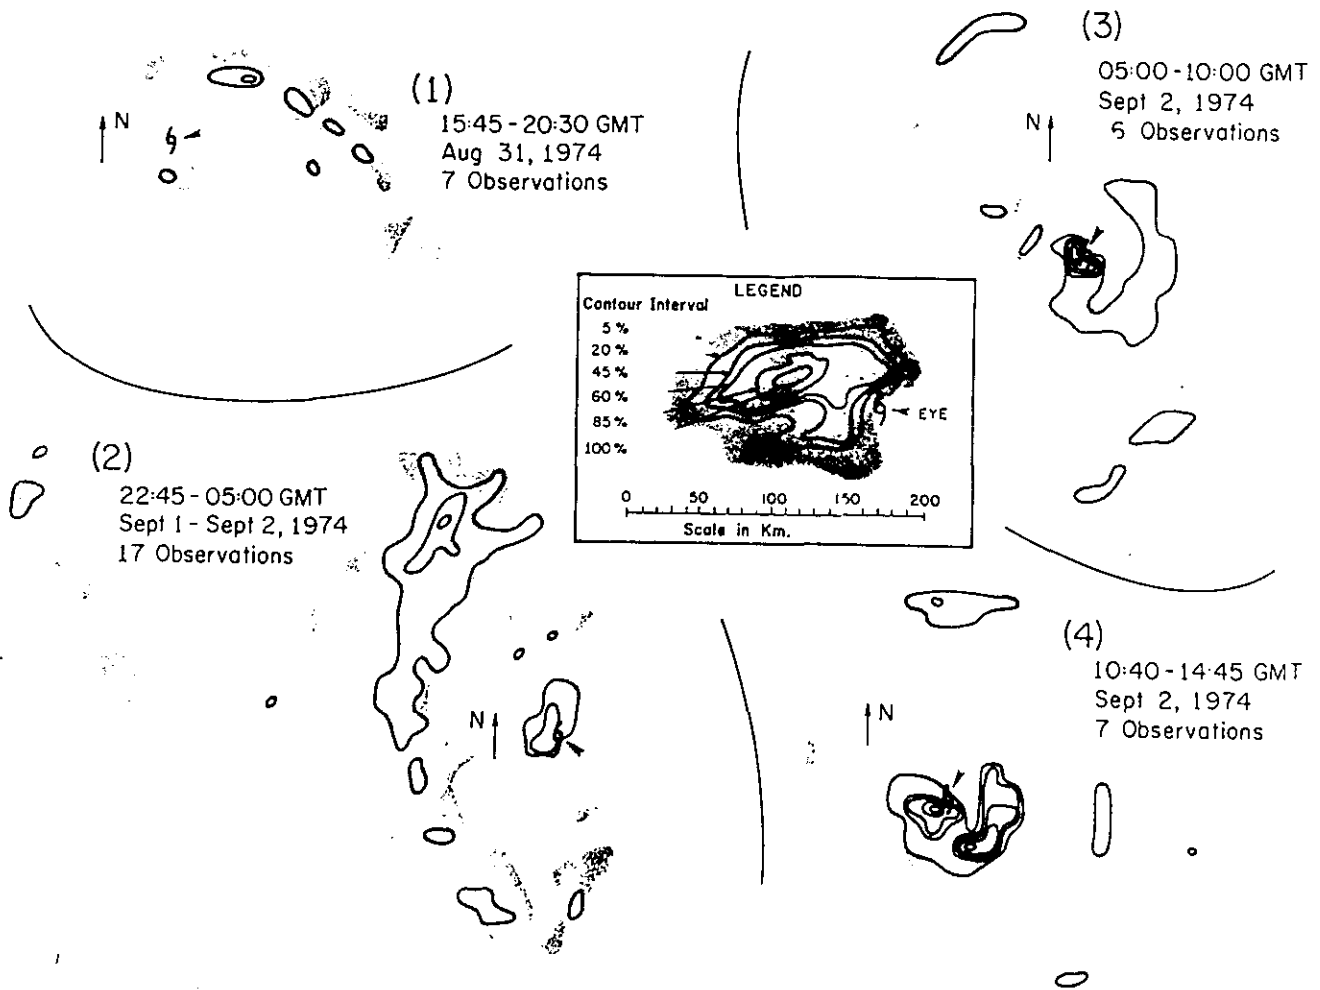 (1)
15:45-20:30 GMT
Aug 31, 1974
7 Observations
N
(3)
05:00-10:00 GMT
Sept 2, 1974
6 Observations
N
LEGEND
Contour Interval
5 %
20 %
45 %
60 %
85 %
100 %
EYE
0 50 100 150 200
Scale in Km.
(2)
22:45-05:00 GMT
Sept 1 - Sept 2, 1974
17 Observations
N
(4)
10:40-14:45 GMT
Sept 2, 1974
7 Observations
N